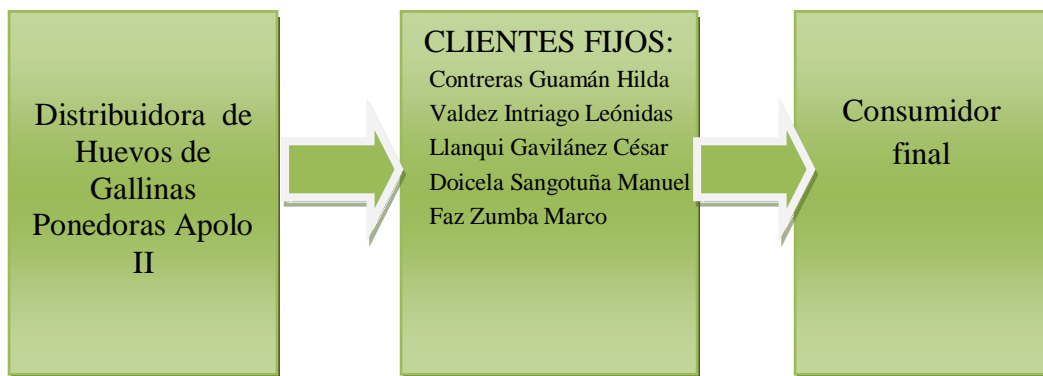 Distribuidora de
Huevos de
Gallinas
Ponedoras Apolo
II
CLIENTES FIJOS:
Contreras Guamán Hilda
Valdez Intriago Leónidas
Llanqui Gavilánez César
Doicela Sangotuña Manuel
Faz Zumba Marco
Consumidor
final